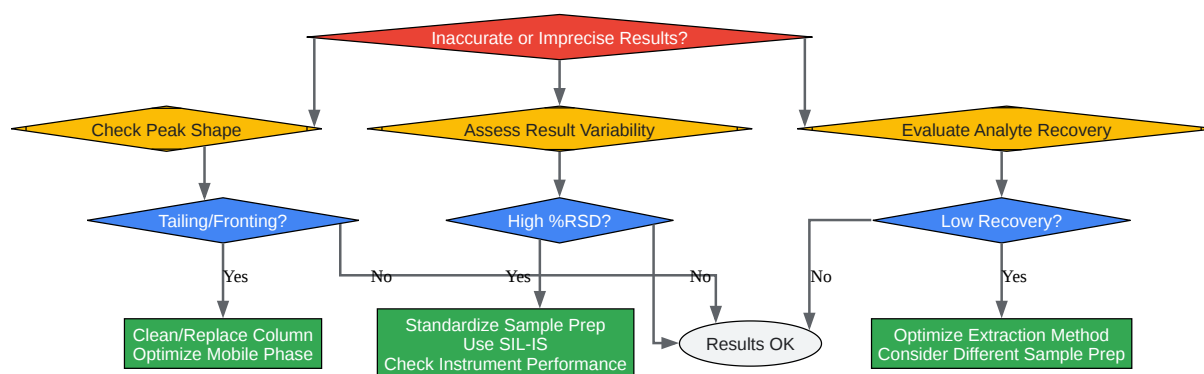 Inaccurate or Imprecise Results?
Check Peak Shape
Assess Result Variability
Evaluate Analyte Recovery
Tailing/Fronting?
High %RSD?
Low Recovery?
Yes
No
Yes
No
No
Yes
Clean/Replace Column
Optimize Mobile Phase
Standardize Sample Prep
Use SIL-IS
Check Instrument Performance
Results OK
Optimize Extraction Method
Consider Different Sample Prep